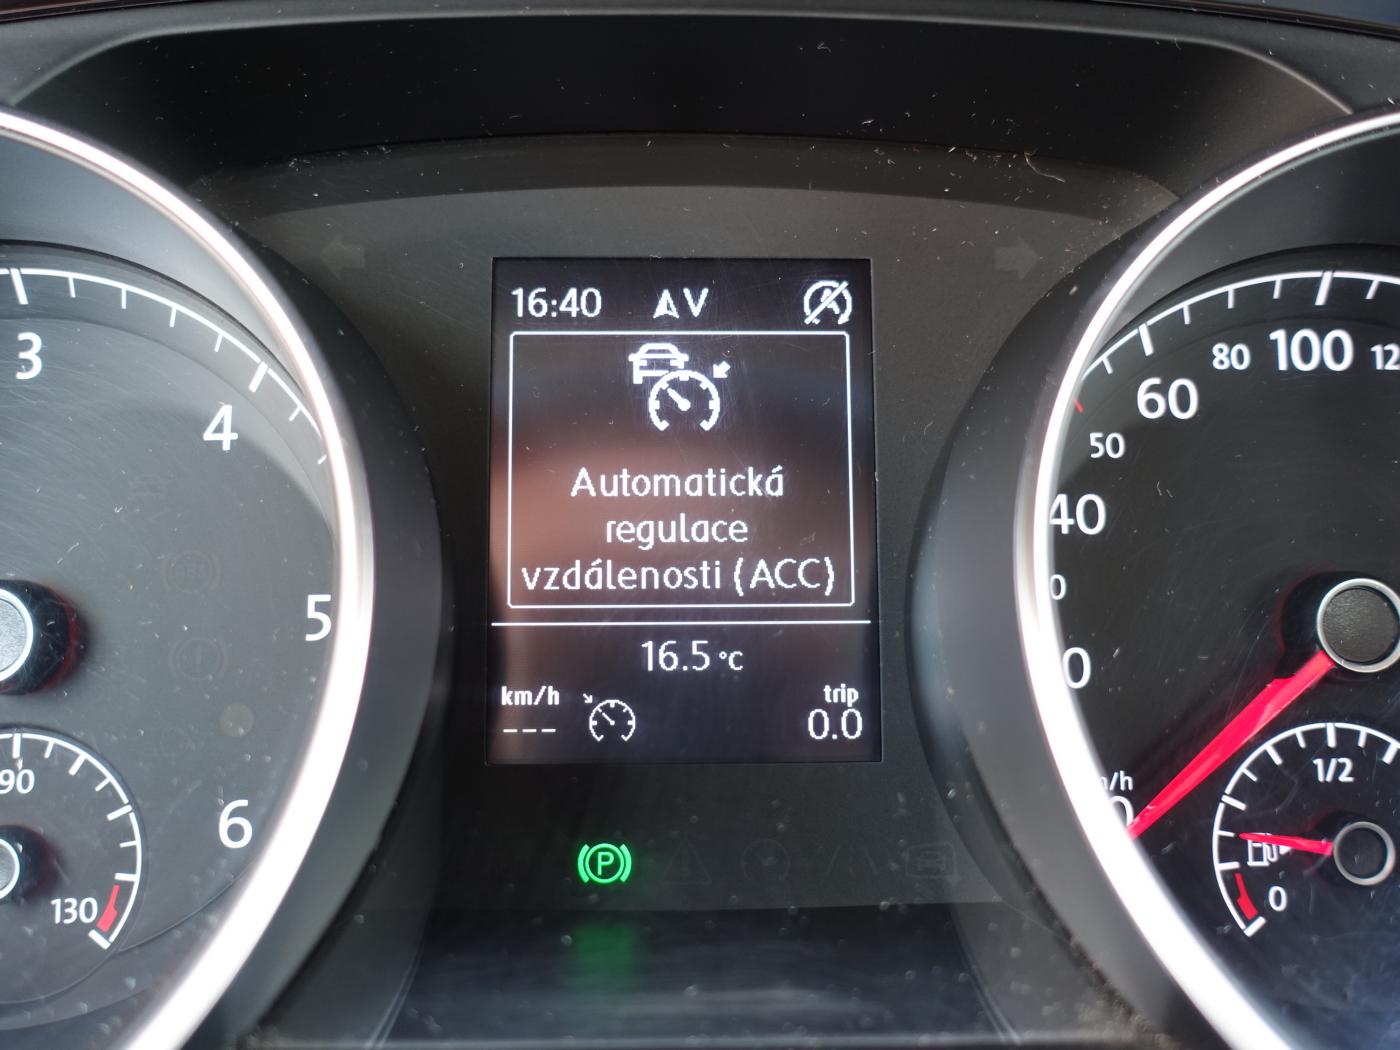 16:40 AV
Automatická
regulace
vzdálenosti (ACC)
16.5 °C
km/h trip
--- 0.0
3
4
5
6
90
130
P
40
50
60
80
100
1/2
0